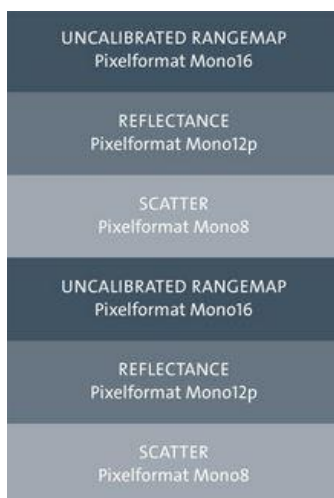 UNCALIBRATED RANGEMAP
Pixelformat Mono16
REFLECTANCE
Pixelformat Mono12p
SCATTER
Pixelformat Mono8
UNCALIBRATED RANGEMAP
Pixelformat Mono16
REFLECTANCE
Pixelformat Mono12p
SCATTER
Pixelformat Mono8